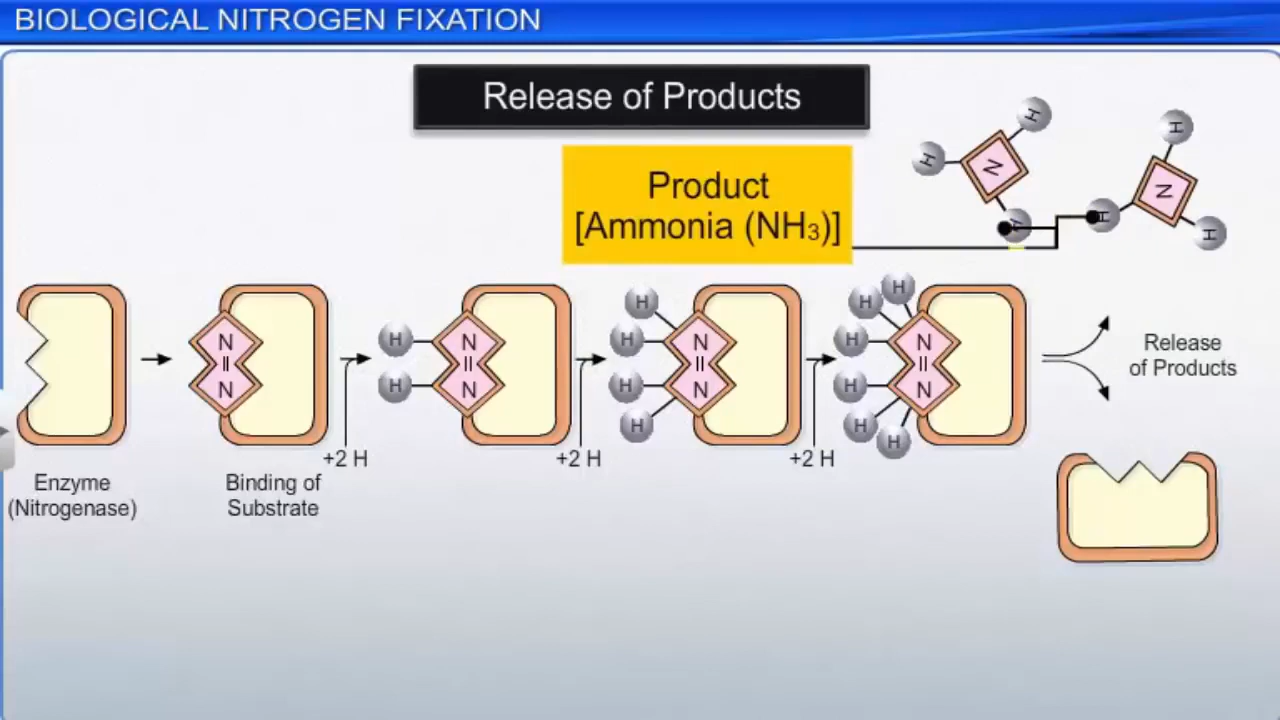 BIOLOGICAL NITROGEN FIXATION
Release of Products
Product
[Ammonia (NH₃)]
H
H
N
H
H
N
H
H
N
=
N
H
H
N
=
N
H
H
H
H
N
=
N
H
H
H
H
H
H
N
=
N
Release
of Products
+2 H
+2 H
+2 H
Enzyme
(Nitrogenase)
Binding of
Substrate